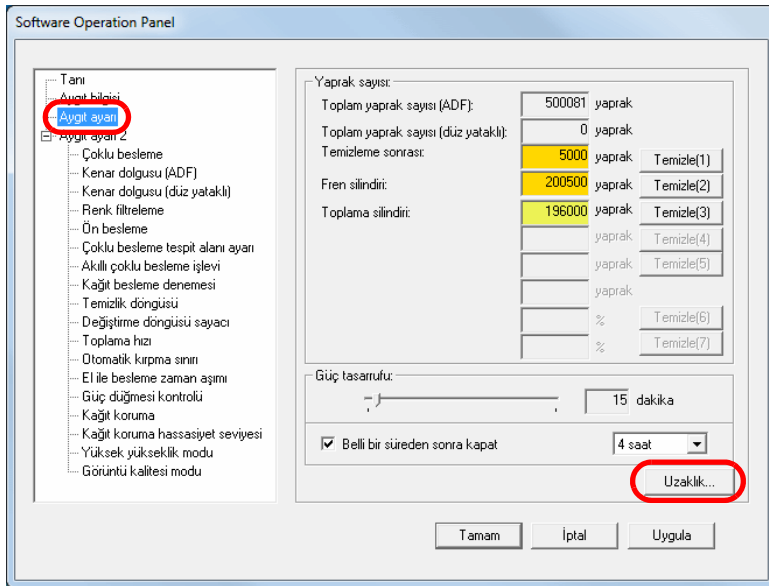 Software Operation Panel
Tanı
Aygıt bilgisi
Aygıt ayarı
Aygıt ayarı 2
Çoklu besleme
Kenar dolgusu (ADF)
Kenar dolgusu (düz yataklı)
Renk filtreleme
Ön besleme
Çoklu besleme tespit alanı ayarı
Akıllı çoklu besleme işlevi
Kağıt besleme denemesi
Temizlik döngüsü
Değiştirme döngüsü sayacı
Toplama hızı
Otomatik kırpma sınırı
El ile besleme zaman aşımı
Güç düğmesi kontrolü
Kağıt koruma
Kağıt koruma hassasiyet seviyesi
Yüksek yükseklik modu
Görüntü kalitesi modu
Yaprak sayısı:
Toplam yaprak sayısı (ADF): 500081 yaprak
Toplam yaprak sayısı (düz yataklı): 0 yaprak
Temizleme sonrası: 5000 yaprak Temizle(1)
Fren silindiri: 200500 yaprak Temizle(2)
Toplama silindiri: 196000 yaprak Temizle(3)
yaprak Temizle(4)
yaprak Temizle(5)
yaprak
% Temizle(6)
% Temizle(7)
Güç tasarrufu:
15 dakika
Belli bir süreden sonra kapat 4 saat
Uzaklık...
Tamam İptal Uygula